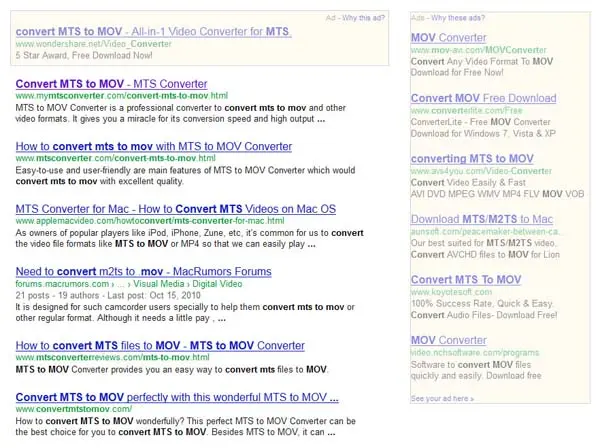 Ad - Why this ad?
convert MTS to MOV - All-in-1 Video Converter for MTS.
www.wondershare.net/Video_Converter
5 Star Award, Free Download Now!
Convert MTS to MOV - MTS Converter
www.mymtsconverter.com/convert-mts-to-mov.html
MTS to MOV Converter is a professional converter to convert mts to mov and other
video formats. It gives you a miracle for its conversion speed and high output ...
How to convert mts to mov with MTS to MOV Converter
www.mtsconverter.com/convert-mts-to-mov.html
Easy-to-use and user-friendly are main features of MTS to MOV Converter which would
convert mts to mov with excellent quality.
MTS Converter for Mac - How to Convert MTS Videos on Mac OS
www.applemacvideo.com/howtoconvert/mts-converter-for-mac.html
As owners of popular players like iPod, iPhone, Zune, etc, it's common for us to convert
the video file formats like MTS to MOV or MP4 so that we can easily play ...
Need to convert m2ts to .mov - MacRumors Forums
forums.macrumors.com › ... › Visual Media › Digital Video
21 posts - 19 authors - Last post: Oct 15, 2010
It is designed for such camcorder users specially to help them convert mts to mov or
other regular format. Although it needs a little pay , ...
How to convert MTS files to MOV - MTS to MOV Converter
www.mtsconverterreviews.com/mts-to-mov.html
MTS to MOV Converter provides you an easy way to convert mts files to MOV.
Convert MTS to MOV perfectly with this wonderful MTS to MOV ...
www.convertmtstomov.com/
How to convert MTS to MOV wonderfully? This perfect MTS to MOV Converter can be
the best choice for you to convert MTS to MOV. Besides MTS to MOV, it can ...
Ads - Why these ads?
MOV Converter
www.mov-avi.com/MOVConverter
Convert Any Video Format To MOV
Download for Free Now!
Convert MOV Free Download
www.converterlite.com/Free
ConverterLite - Free MOV Converter
Download for Windows 7, Vista & XP
converting MTS to MOV
www.avs4you.com/Video-Converter
Convert Video Easily & Fast
AVI DVD MPEG WMV MP4 FLV MOV VOB
Download MTS/M2TS to Mac
aunsoft.com/peacemaker-between-ca...
Our best suited for MTS/M2TS video,
Convert AVCHD files to MOV for Lion
Convert MTS To MOV
www.koyotesoft.com
100% Success Rate, Quick & Easy.
Convert Audio Files- Download Free!
MOV Converter
video.nchsoftware.com/programs
Software to convert MOV files
quickly and easily. Download free
See your ad here »